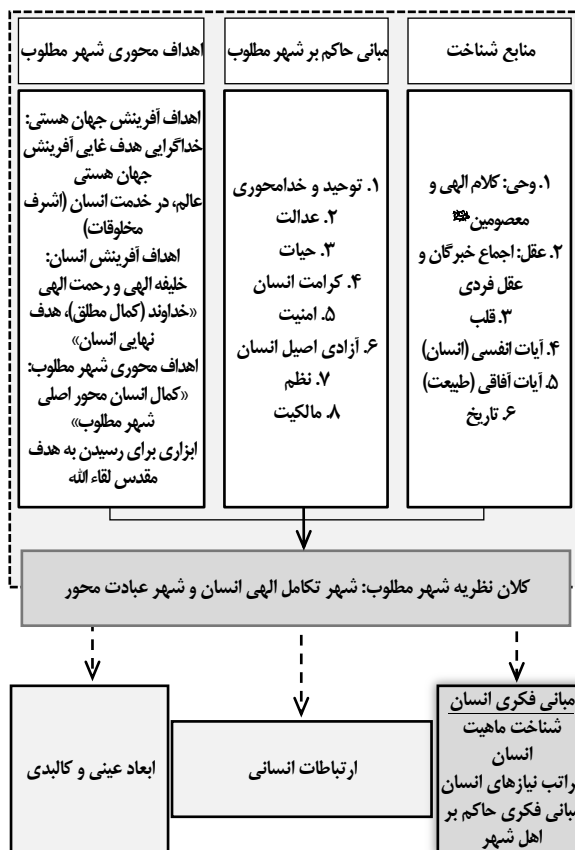 منابع شناخت
۱. وحی: کلام الهی و
معصومین
۲. عقل: اجماع خبرگان و
عقل فردی
۳. قلب
۴. آیات انفسی (انسان)
۵. آیات آفاقی (طبیعت)
۶. تاریخ
مبانی حاکم بر شهر مطلوب
۱. توحید و خدامحوری
۲. عدالت
۳. حیات
۴. کرامت انسان
۵. امنیت
۶. آزادی اصیل انسان
۷. نظم
۸. مالکیت
اهداف محوری شهر مطلوب
اهداف آفرینش جهان هستی:
خداگرایی هدف غایی آفرینش
جهان هستی
عالم، در خدمت انسان (اشرف
مخلوقات)
اهداف آفرینش انسان:
خلیفه الهی و رحمت الهی
«خداوند (کمال مطلق)، هدف
نهایی انسان»
اهداف محوری شهر مطلوب:
«کمال انسان محور اصلی
شهر مطلوب»
ابزاری برای رسیدن به هدف
مقدس لقاء الله
کلان نظریه شهر مطلوب: شهر تکامل الهی انسان و شهر عبادت محور
مبانی فکری انسان
شناخت ماهیت
انسان
راتب نیازهای انسان
مبانی فکری حاکم بر
اهل شهر
ارتباطات انسانی
ابعاد عینی و کالبدی